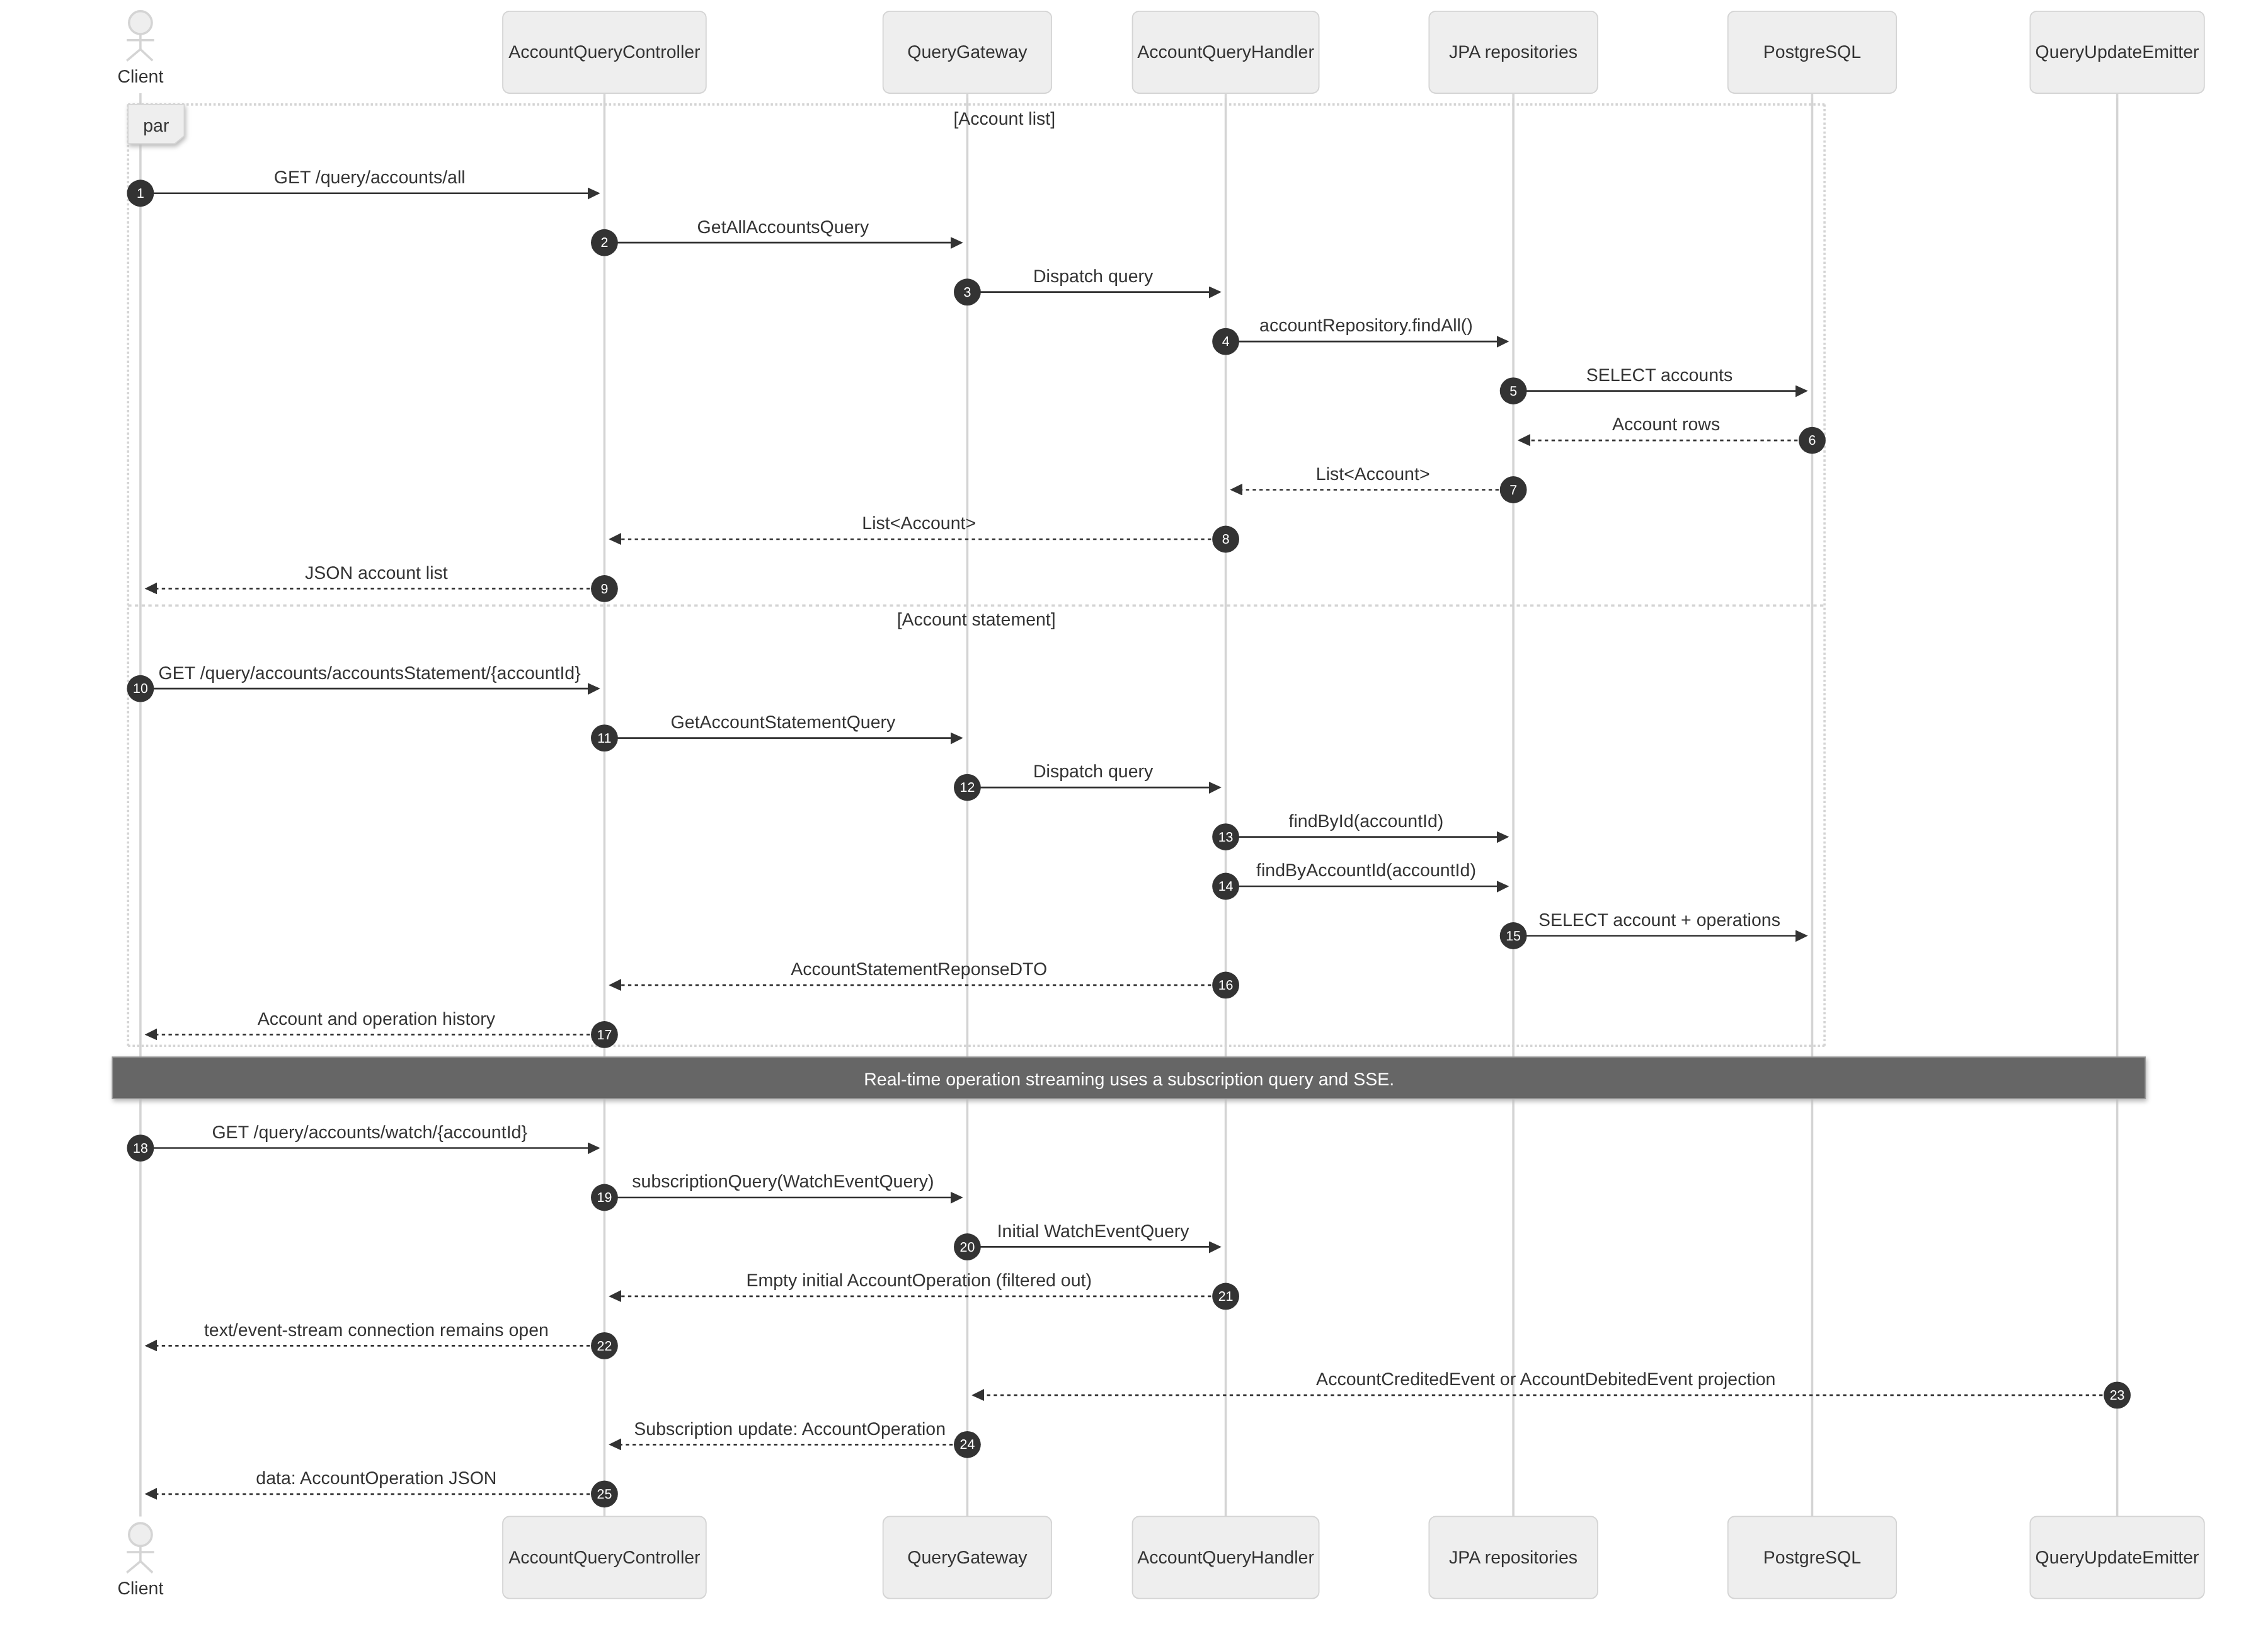 Client
AccountQueryController
QueryGateway
AccountQueryHandler
JPA repositories
PostgreSQL
QueryUpdateEmitter
par
[Account list]
GET /query/accounts/all
1
GetAllAccountsQuery
2
Dispatch query
3
accountRepository.findAll()
4
SELECT accounts
5
Account rows
6
List<Account>
7
List<Account>
8
JSON account list
9
[Account statement]
GET /query/accounts/accountsStatement/{accountId}
10
GetAccountStatementQuery
11
Dispatch query
12
findById(accountId)
13
findByAccountId(accountId)
14
SELECT account + operations
15
AccountStatementReponseDTO
16
Account and operation history
17
Real-time operation streaming uses a subscription query and SSE.
GET /query/accounts/watch/{accountId}
18
subscriptionQuery(WatchEventQuery)
19
Initial WatchEventQuery
20
Empty initial AccountOperation (filtered out)
21
text/event-stream connection remains open
22
AccountCreditedEvent or AccountDebitedEvent projection
23
Subscription update: AccountOperation
24
data: AccountOperation JSON
25
Client
AccountQueryController
QueryGateway
AccountQueryHandler
JPA repositories
PostgreSQL
QueryUpdateEmitter